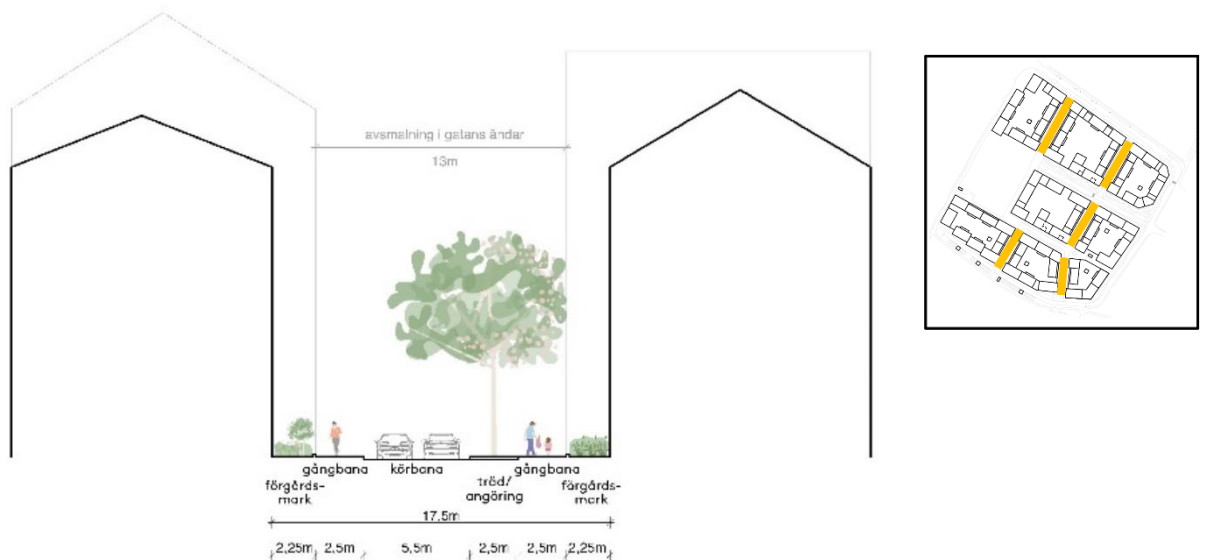 avsmalning i gatans ändar
13m
gångbana körbana gångbana
förgårds-
mark
träd/
angöring
förgårds-
mark
17,5m
2,25m 2,5m 5,5m 2,5m 2,5m 2,25m